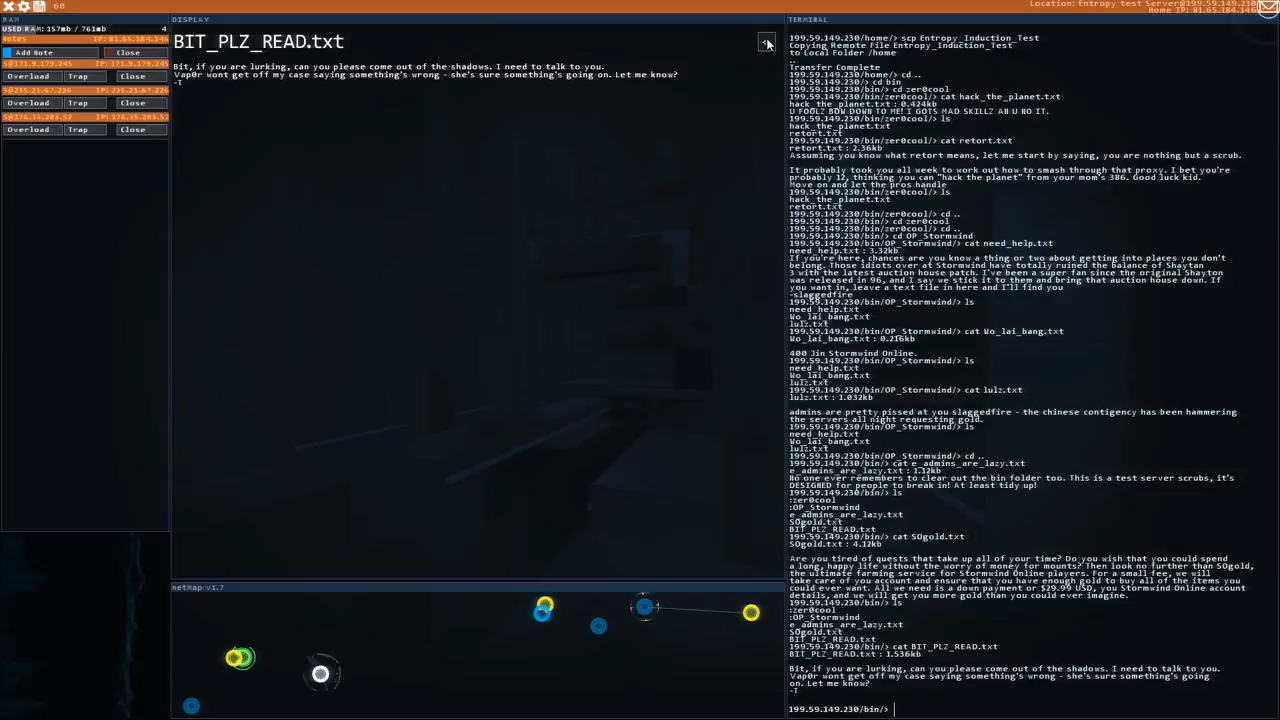 60
Location: Entropy test Server@199.59.149.230
Home IP: 81.65.184.146
RAM
USED RAM: 157mb / 761mb 4
Notes IP: 81.65.184.146
Add Note Close
S@171.9.179.245 IP: 171.9.179.245
Overload Trap Close
S@235.21.67.226 IP: 235.21.67.226
Overload Trap Close
S@176.35.203.52 IP: 176.35.203.52
Overload Trap Close
DISPLAY
BIT_PLZ_READ.txt
Bit, if you are lurking, can you please come out of the shadows. I need to talk to you.
Vap0r wont get off my case saying something's wrong - she's sure something's going on. Let me know?
-T
netMap v1.7
TERMINAL
199.59.149.230/home/> scp Entropy_Induction_Test
Copying Remote File Entropy_Induction_Test
to Local Folder /home
..
Transfer Complete
199.59.149.230/home/> cd ..
199.59.149.230/> cd bin
199.59.149.230/bin/> cd zer0cool
199.59.149.230/bin/zer0cool/> cat hack_the_planet.txt
hack_the_planet.txt : 0.424kb
U FOOLZ BOW DOWN TO ME! I GOTS MAD SKILLZ AN U NO IT.
199.59.149.230/bin/zer0cool/> ls
hack_the_planet.txt
retort.txt
199.59.149.230/bin/zer0cool/> cat retort.txt
retort.txt : 2.36kb
Assuming you know what retort means, let me start by saying, you are nothing but a scrub.
It probably took you all week to work out how to smash through that proxy. I bet you're
probably 12, thinking you can "hack the planet" from your mom's 386. Good luck kid.
Move on and let the pros handle
199.59.149.230/bin/zer0cool/> ls
hack_the_planet.txt
retort.txt
199.59.149.230/bin/zer0cool/> cd ..
199.59.149.230/bin/> cd zer0cool
199.59.149.230/bin/zer0cool/> cd ..
199.59.149.230/bin/> cd OP_Stormwind
199.59.149.230/bin/OP_Stormwind/> cat need_help.txt
need_help.txt : 3.32kb
If you're here, chances are you know a thing or two about getting into places you don't
belong. Those idiots over at Stormwind have totally ruined the balance of Shaytan
3 with the latest auction house patch. I've been a super fan since the original Shayton
was released in 96, and I say we stick it to them and bring that auction house down. If
you want in, leave a text file in here and I'll find you
-slaggedfire
199.59.149.230/bin/OP_Stormwind/> ls
need_help.txt
Wo_lai_bang.txt
lulz.txt
199.59.149.230/bin/OP_Stormwind/> cat Wo_lai_bang.txt
Wo_lai_bang.txt : 0.216kb
400 Jin Stormwind Online.
199.59.149.230/bin/OP_Stormwind/> ls
need_help.txt
Wo_lai_bang.txt
lulz.txt
199.59.149.230/bin/OP_Stormwind/> cat lulz.txt
lulz.txt : 1.032kb
admins are pretty pissed at you slaggedfire - the chinese contigency has been hammering
the servers all night requesting gold.
199.59.149.230/bin/OP_Stormwind/> ls
need_help.txt
Wo_lai_bang.txt
lulz.txt
199.59.149.230/bin/OP_Stormwind/> cd ..
199.59.149.230/bin/> cat e_admins_are_lazy.txt
e_admins_are_lazy.txt : 1.12kb
No one ever remembers to clear out the bin folder too. This is a test server scrubs, it's
DESIGNED for people to break in! At least tidy up!
199.59.149.230/bin/> ls
:zer0cool
:OP_Stormwind
e_admins_are_lazy.txt
SOgold.txt
BIT_PLZ_READ.txt
199.59.149.230/bin/> cat SOgold.txt
SOgold.txt : 4.12kb
Are you tired of quests that take up all of your time? Do you wish that you could spend
a long, happy life without the worry of money for mounts? Then look no further than SOgold,
the ultimate farming service for Stormwind Online players. For a small fee, we will
take care of you account and ensure that you have enough gold to buy all of the items you
could ever want. All we need is a down payment or $29.99 USD, you Stormwind Online account
details, and we will get you more gold than you could ever imagine.
199.59.149.230/bin/> ls
:zer0cool
:OP_Stormwind
e_admins_are_lazy.txt
SOgold.txt
BIT_PLZ_READ.txt
199.59.149.230/bin/> cat BIT_PLZ_READ.txt
BIT_PLZ_READ.txt : 1.536kb
Bit, if you are lurking, can you please come out of the shadows. I need to talk to you.
Vap0r wont get off my case saying something's wrong - she's sure something's going
on. Let me know?
-T
199.59.149.230/bin/>